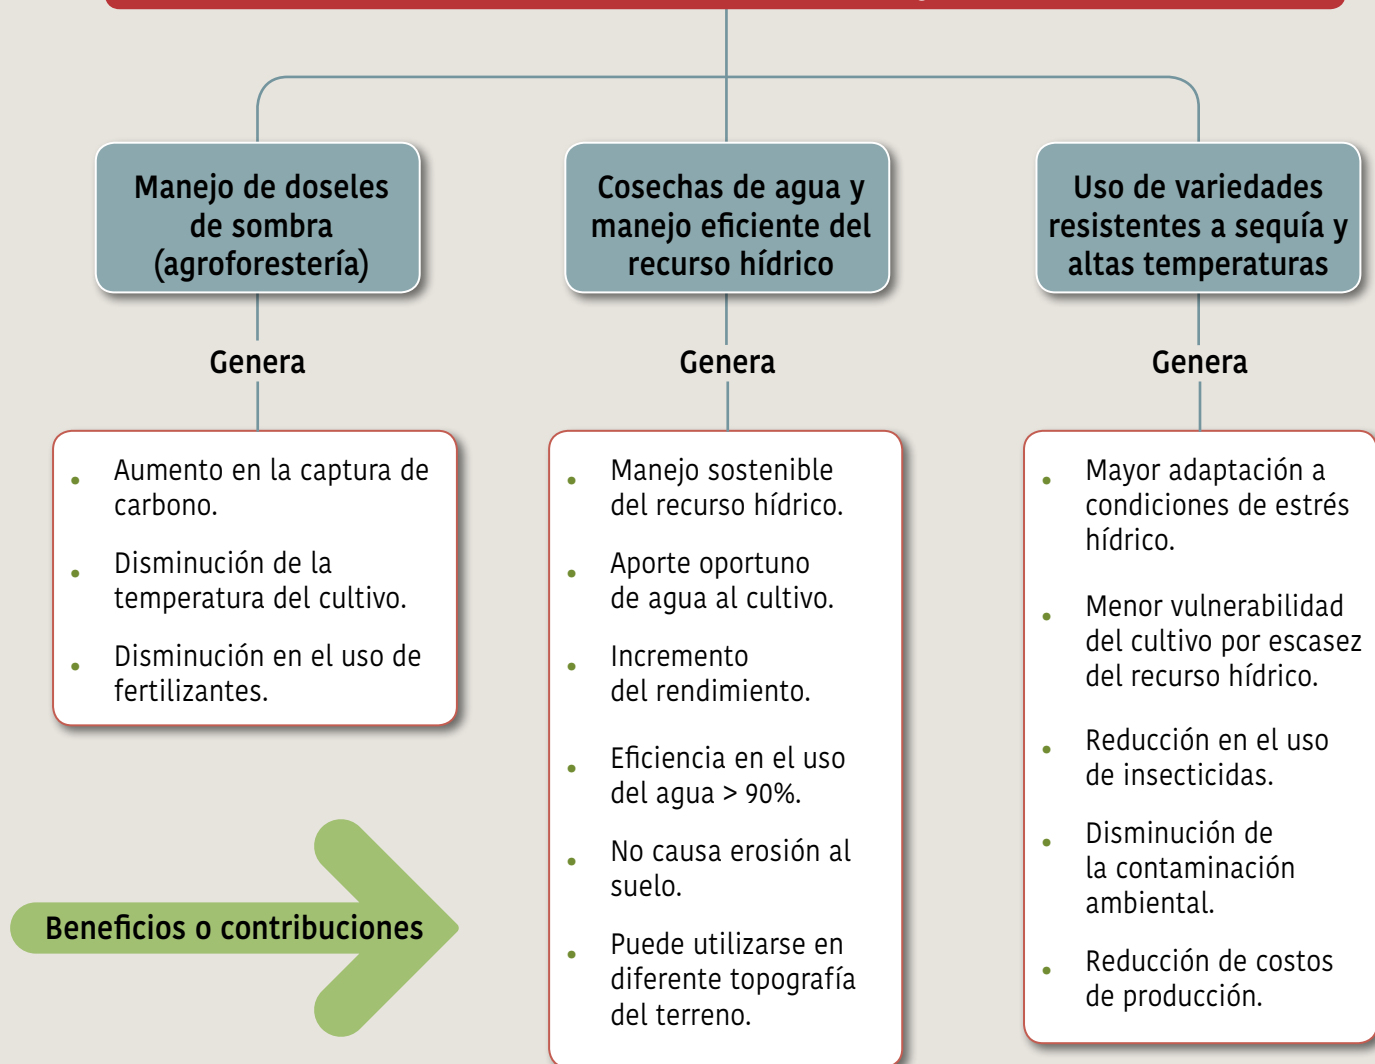 Manejo de doseles
de sombra
(agroforestería)
Cosechas de agua y
manejo eficiente del
recurso hídrico
Uso de variedades
resistentes a sequía y
altas temperaturas
Genera
Genera
Genera
Aumento en la captura de
carbono.
Disminución de la
temperatura del cultivo.
Disminución en el uso de
fertilizantes.
Manejo sostenible
del recurso hídrico.
Aporte oportuno
de agua al cultivo.
Incremento
del rendimiento.
Eficiencia en el uso
del agua > 90%.
No causa erosión al
suelo.
Puede utilizarse en
diferente topografía
del terreno.
Mayor adaptación a
condiciones de estrés
hídrico.
Menor vulnerabilidad
del cultivo por escasez
del recurso hídrico.
Reducción en el uso
de insecticidas.
Disminución de
la contaminación
ambiental.
Reducción de costos
de producción.
Beneficios o contribuciones